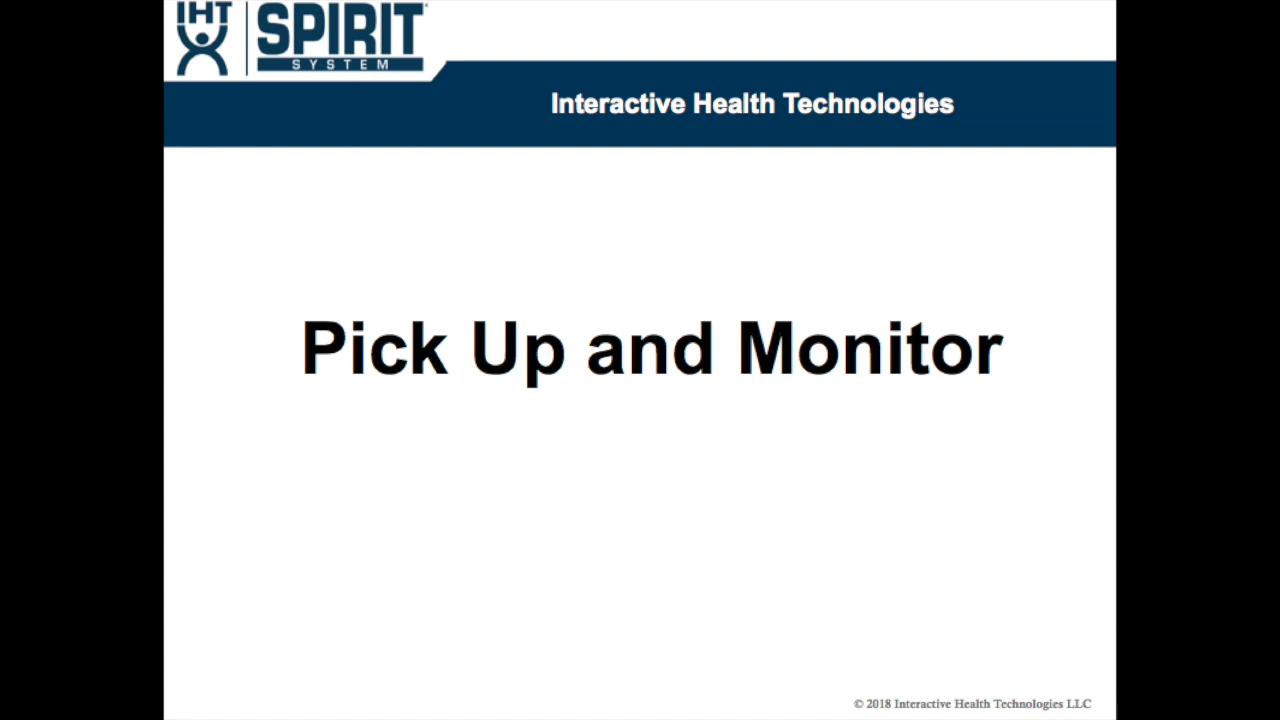 IHT
SPIRIT
SYSTEM
Interactive Health Technologies
Pick Up and Monitor
© 2018 Interactive Health Technologies LLC